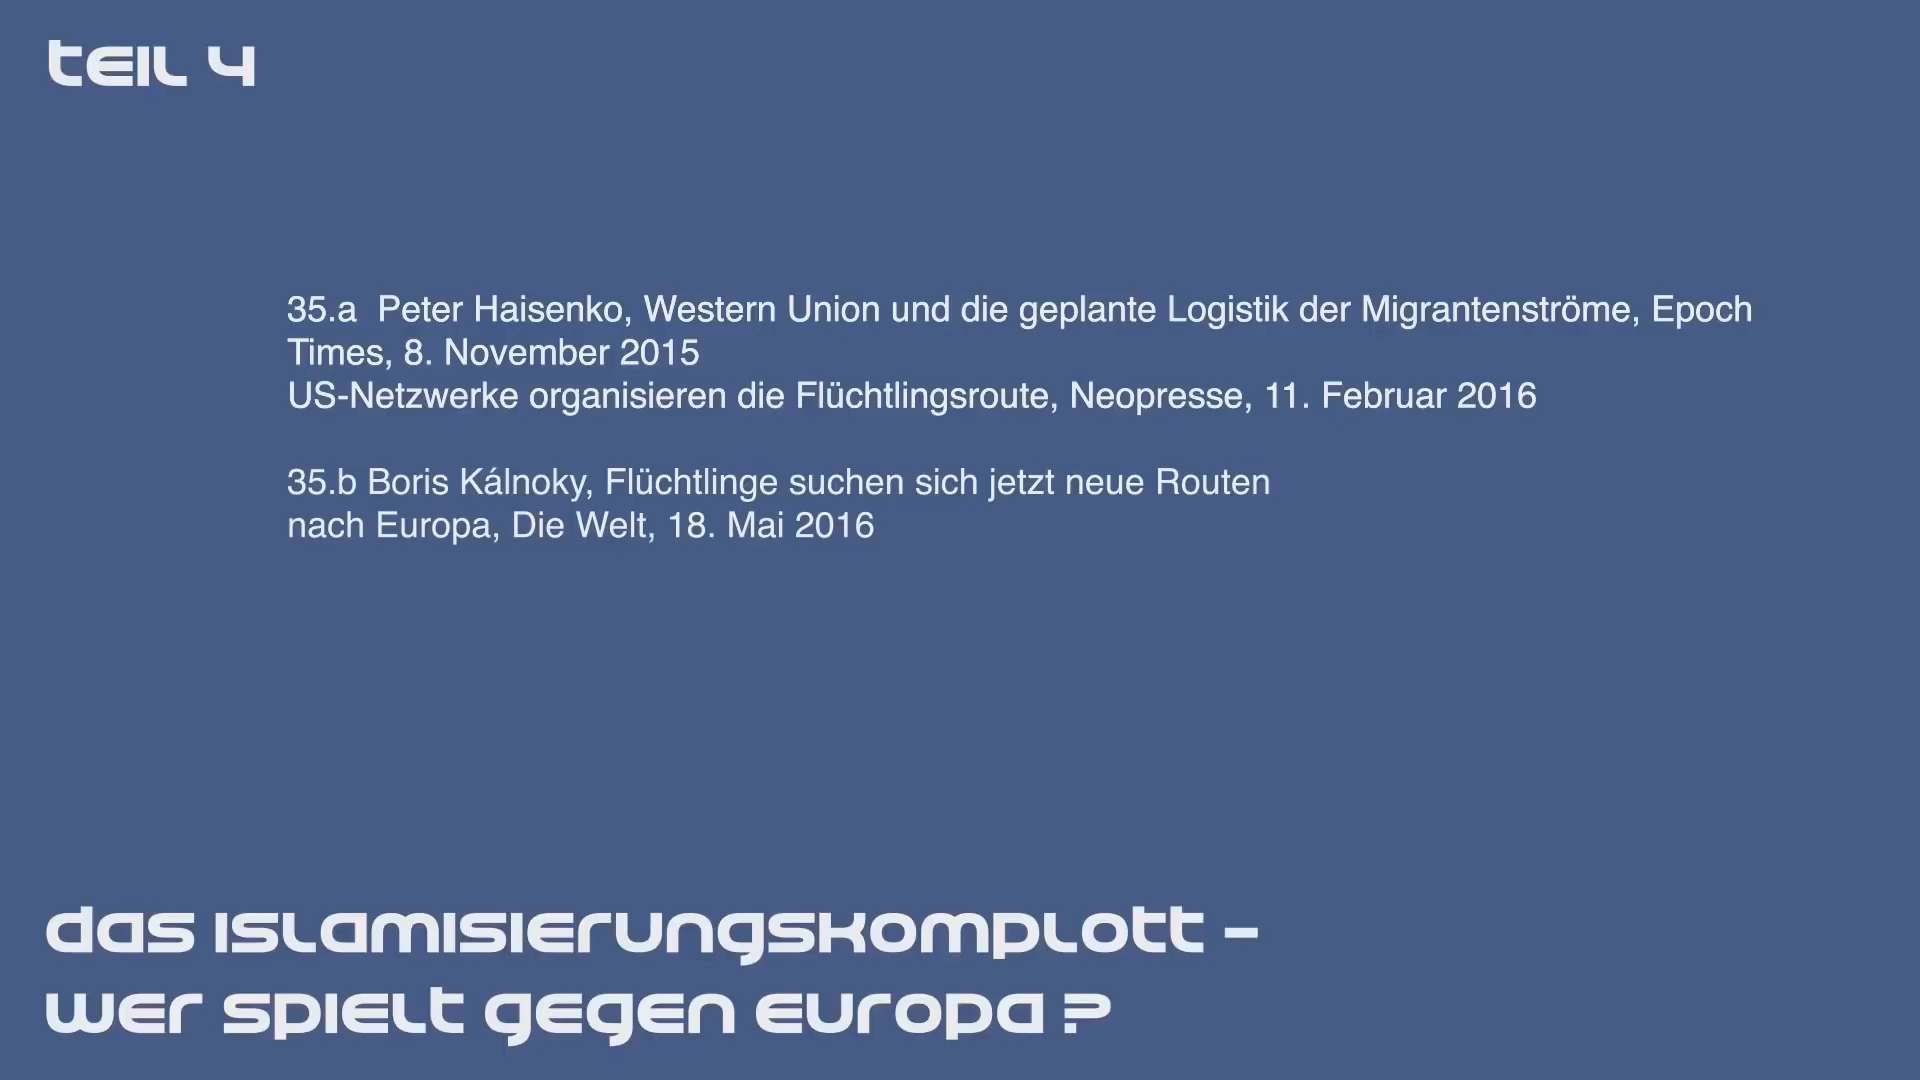 Teil 4
35.a  Peter Haisenko, Western Union und die geplante Logistik der Migrantenströme, Epoch
Times, 8. November 2015
US-Netzwerke organisieren die Flüchtlingsroute, Neopresse, 11. Februar 2016
35.b Boris Kálnoky, Flüchtlinge suchen sich jetzt neue Routen
nach Europa, Die Welt, 18. Mai 2016
das Islamisierungskomplott –
wer spielt gegen Europa ?